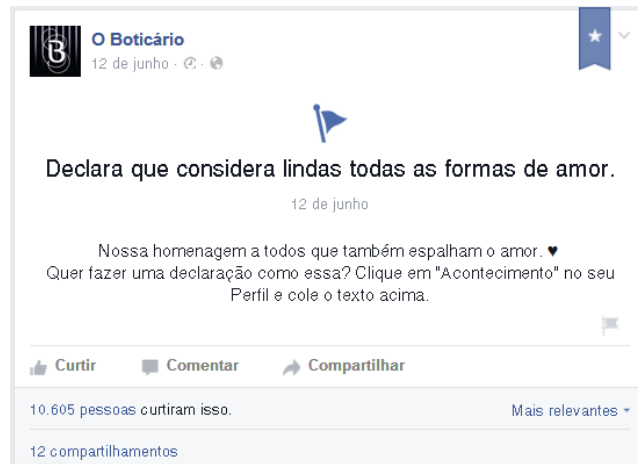 B
O Boticário
12 de junho
Declara que considera lindas todas as formas de amor.
12 de junho
Nossa homenagem a todos que também espalham o amor. ♥
Quer fazer uma declaração como essa? Clique em "Acontecimento" no seu
Perfil e cole o texto acima.
Curtir Comentar Compartilhar
10.605 pessoas curtiram isso. Mais relevantes
12 compartilhamentos